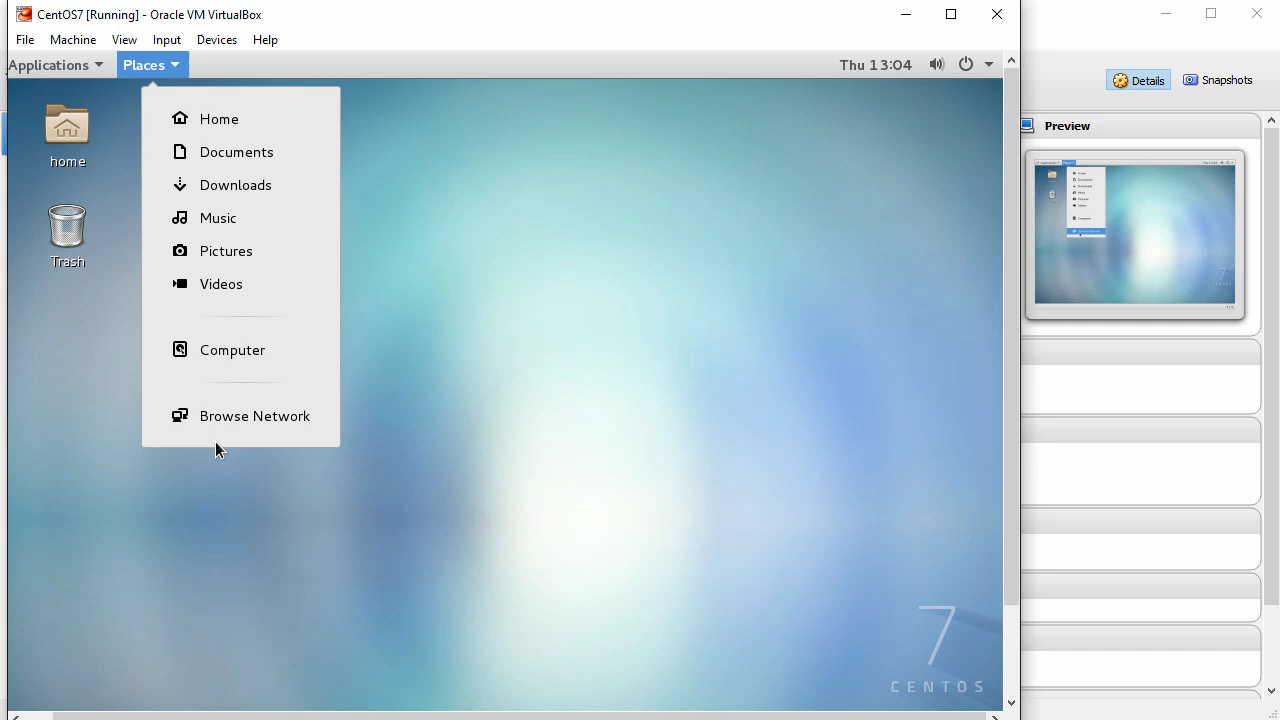 CentOS7 [Running] - Oracle VM VirtualBox
File Machine View Input Devices Help
Applications Places Thu 13:04
Details Snapshots
Preview
home
Trash
Home
Documents
Downloads
Music
Pictures
Videos
Computer
Browse Network
7
CENTOS